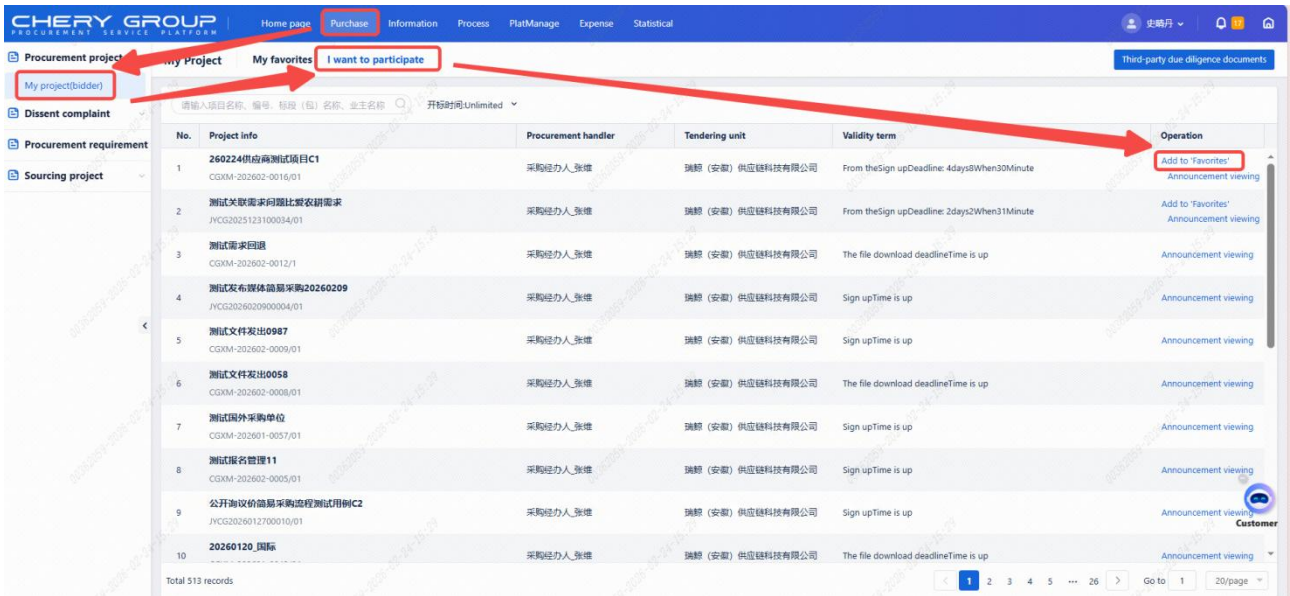 CHERY GROUP
PROCUREMENT SERVICE PLATFORM
Home page
Purchase
Information
Process
PlatManage
Expense
Statistical
史晴丹
17
Procurement project
My project(bidder)
Dissent complaint
Procurement requirement
Sourcing project
My Project
My favorites
I want to participate
Third-party due diligence documents
请输入项目名称、编号、标段（包）名称、业主名称
开标时间:Unlimited
No. Project info Procurement handler Tendering unit Validity term Operation
1 260224供应商测试项目C1 采购经办人_张维 瑞鲸（安徽）供应链科技有限公司 From theSign upDeadline: 4days8When30Minute Add to 'Favorites'
CGXM-202602-0016/01 Announcement viewing
2 测试关联需求问题比爱农耕需求 采购经办人_张维 瑞鲸（安徽）供应链科技有限公司 From theSign upDeadline: 2days2When31Minute Add to 'Favorites'
JYCG2025123100034/01 Announcement viewing
3 测试需求回退 采购经办人_张维 瑞鲸（安徽）供应链科技有限公司 The file download deadlineTime is up Announcement viewing
CGXM-202602-0012/1
4 测试发布媒体简易采购20260209 采购经办人_张维 瑞鲸（安徽）供应链科技有限公司 Sign upTime is up Announcement viewing
JYCG2026020900004/01
5 测试文件发出0987 采购经办人_张维 瑞鲸（安徽）供应链科技有限公司 Sign upTime is up Announcement viewing
CGXM-202602-0009/01
6 测试文件发出0058 采购经办人_张维 瑞鲸（安徽）供应链科技有限公司 The file download deadlineTime is up Announcement viewing
CGXM-202602-0008/01
7 测试国外采购单位 采购经办人_张维 瑞鲸（安徽）供应链科技有限公司 Sign upTime is up Announcement viewing
CGXM-202601-0057/01
8 测试报名管理11 采购经办人_张维 瑞鲸（安徽）供应链科技有限公司 Sign upTime is up Announcement viewing
CGXM-202602-0005/01
9 公开询议价简易采购流程测试用例C2 采购经办人_张维 瑞鲸（安徽）供应链科技有限公司 Sign upTime is up Announcement viewing
JYCG2026012700010/01
Customer
10 20260120_国际 采购经办人_张维 瑞鲸（安徽）供应链科技有限公司 The file download deadlineTime is up Announcement viewing
Total 513 records
1 2 3 4 5 ··· 26 Go to 1 20/page